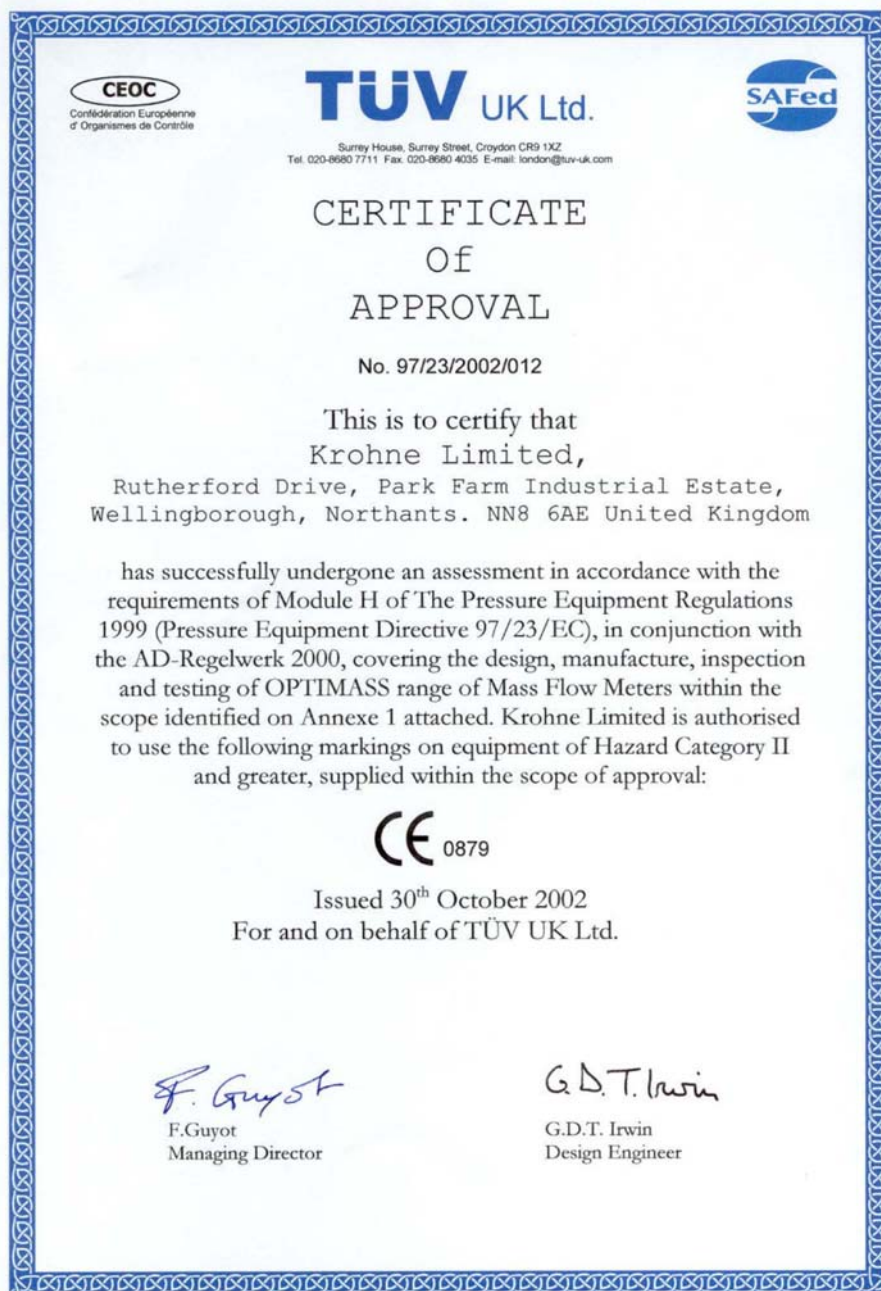 CEOC
Confédération Européenne
d' Organismes de Contrôle
TÜV UK Ltd.
SAFed
Surrey House, Surrey Street, Croydon CR9 1XZ
Tel. 020-8680 7711 Fax. 020-8680 4035 E-mail: london@tuv-uk.com
CERTIFICATE
Of
APPROVAL
No. 97/23/2002/012
This is to certify that
Krohne Limited,
Rutherford Drive, Park Farm Industrial Estate,
Wellingborough, Northants. NN8 6AE United Kingdom
has successfully undergone an assessment in accordance with the
requirements of Module H of The Pressure Equipment Regulations
1999 (Pressure Equipment Directive 97/23/EC), in conjunction with
the AD-Regelwerk 2000, covering the design, manufacture, inspection
and testing of OPTIMASS range of Mass Flow Meters within the
scope identified on Annexe 1 attached. Krohne Limited is authorised
to use the following markings on equipment of Hazard Category II
and greater, supplied within the scope of approval:
CE 0879
Issued 30th October 2002
For and on behalf of TÜV UK Ltd.
F. Guyot
F.Guyot
Managing Director
G.D.T. Irwin
G.D.T. Irwin
Design Engineer